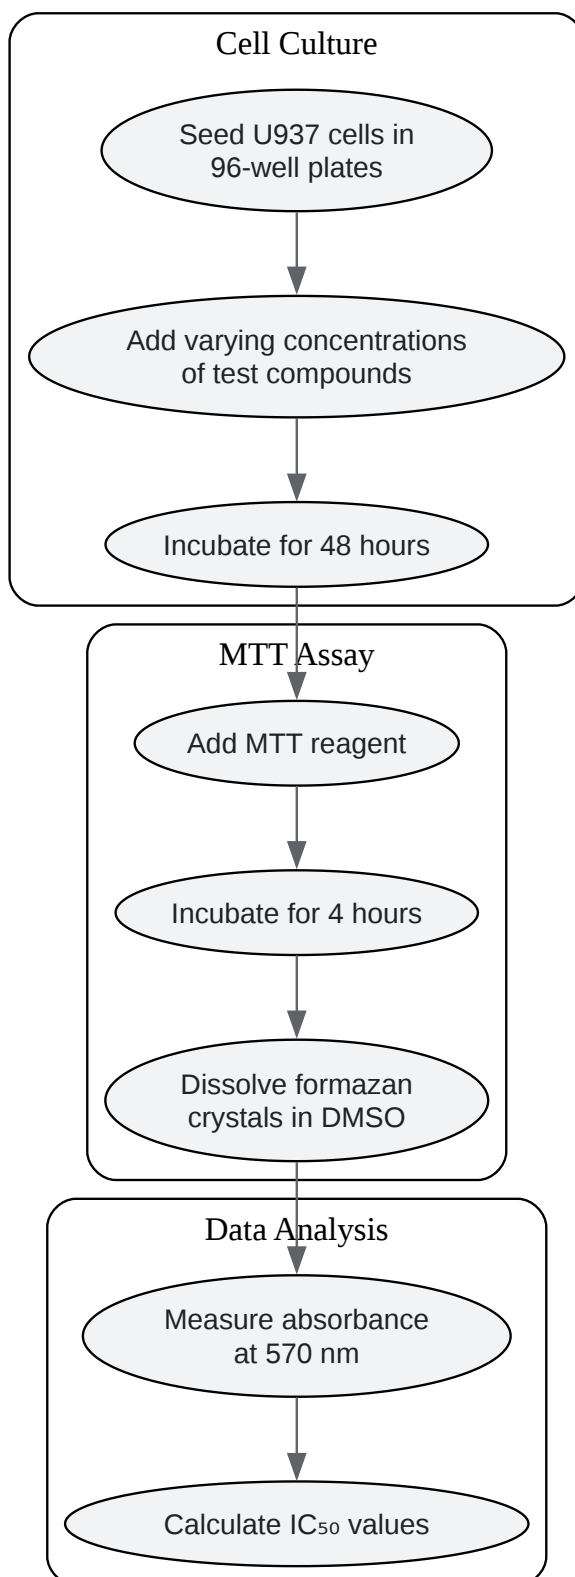 Cell Culture
Seed U937 cells in
96-well plates
Add varying concentrations
of test compounds
Incubate for 48 hours
MTT Assay
Add MTT reagent
Incubate for 4 hours
Dissolve formazan
crystals in DMSO
Data Analysis
Measure absorbance
at 570 nm
Calculate IC₅₀ values